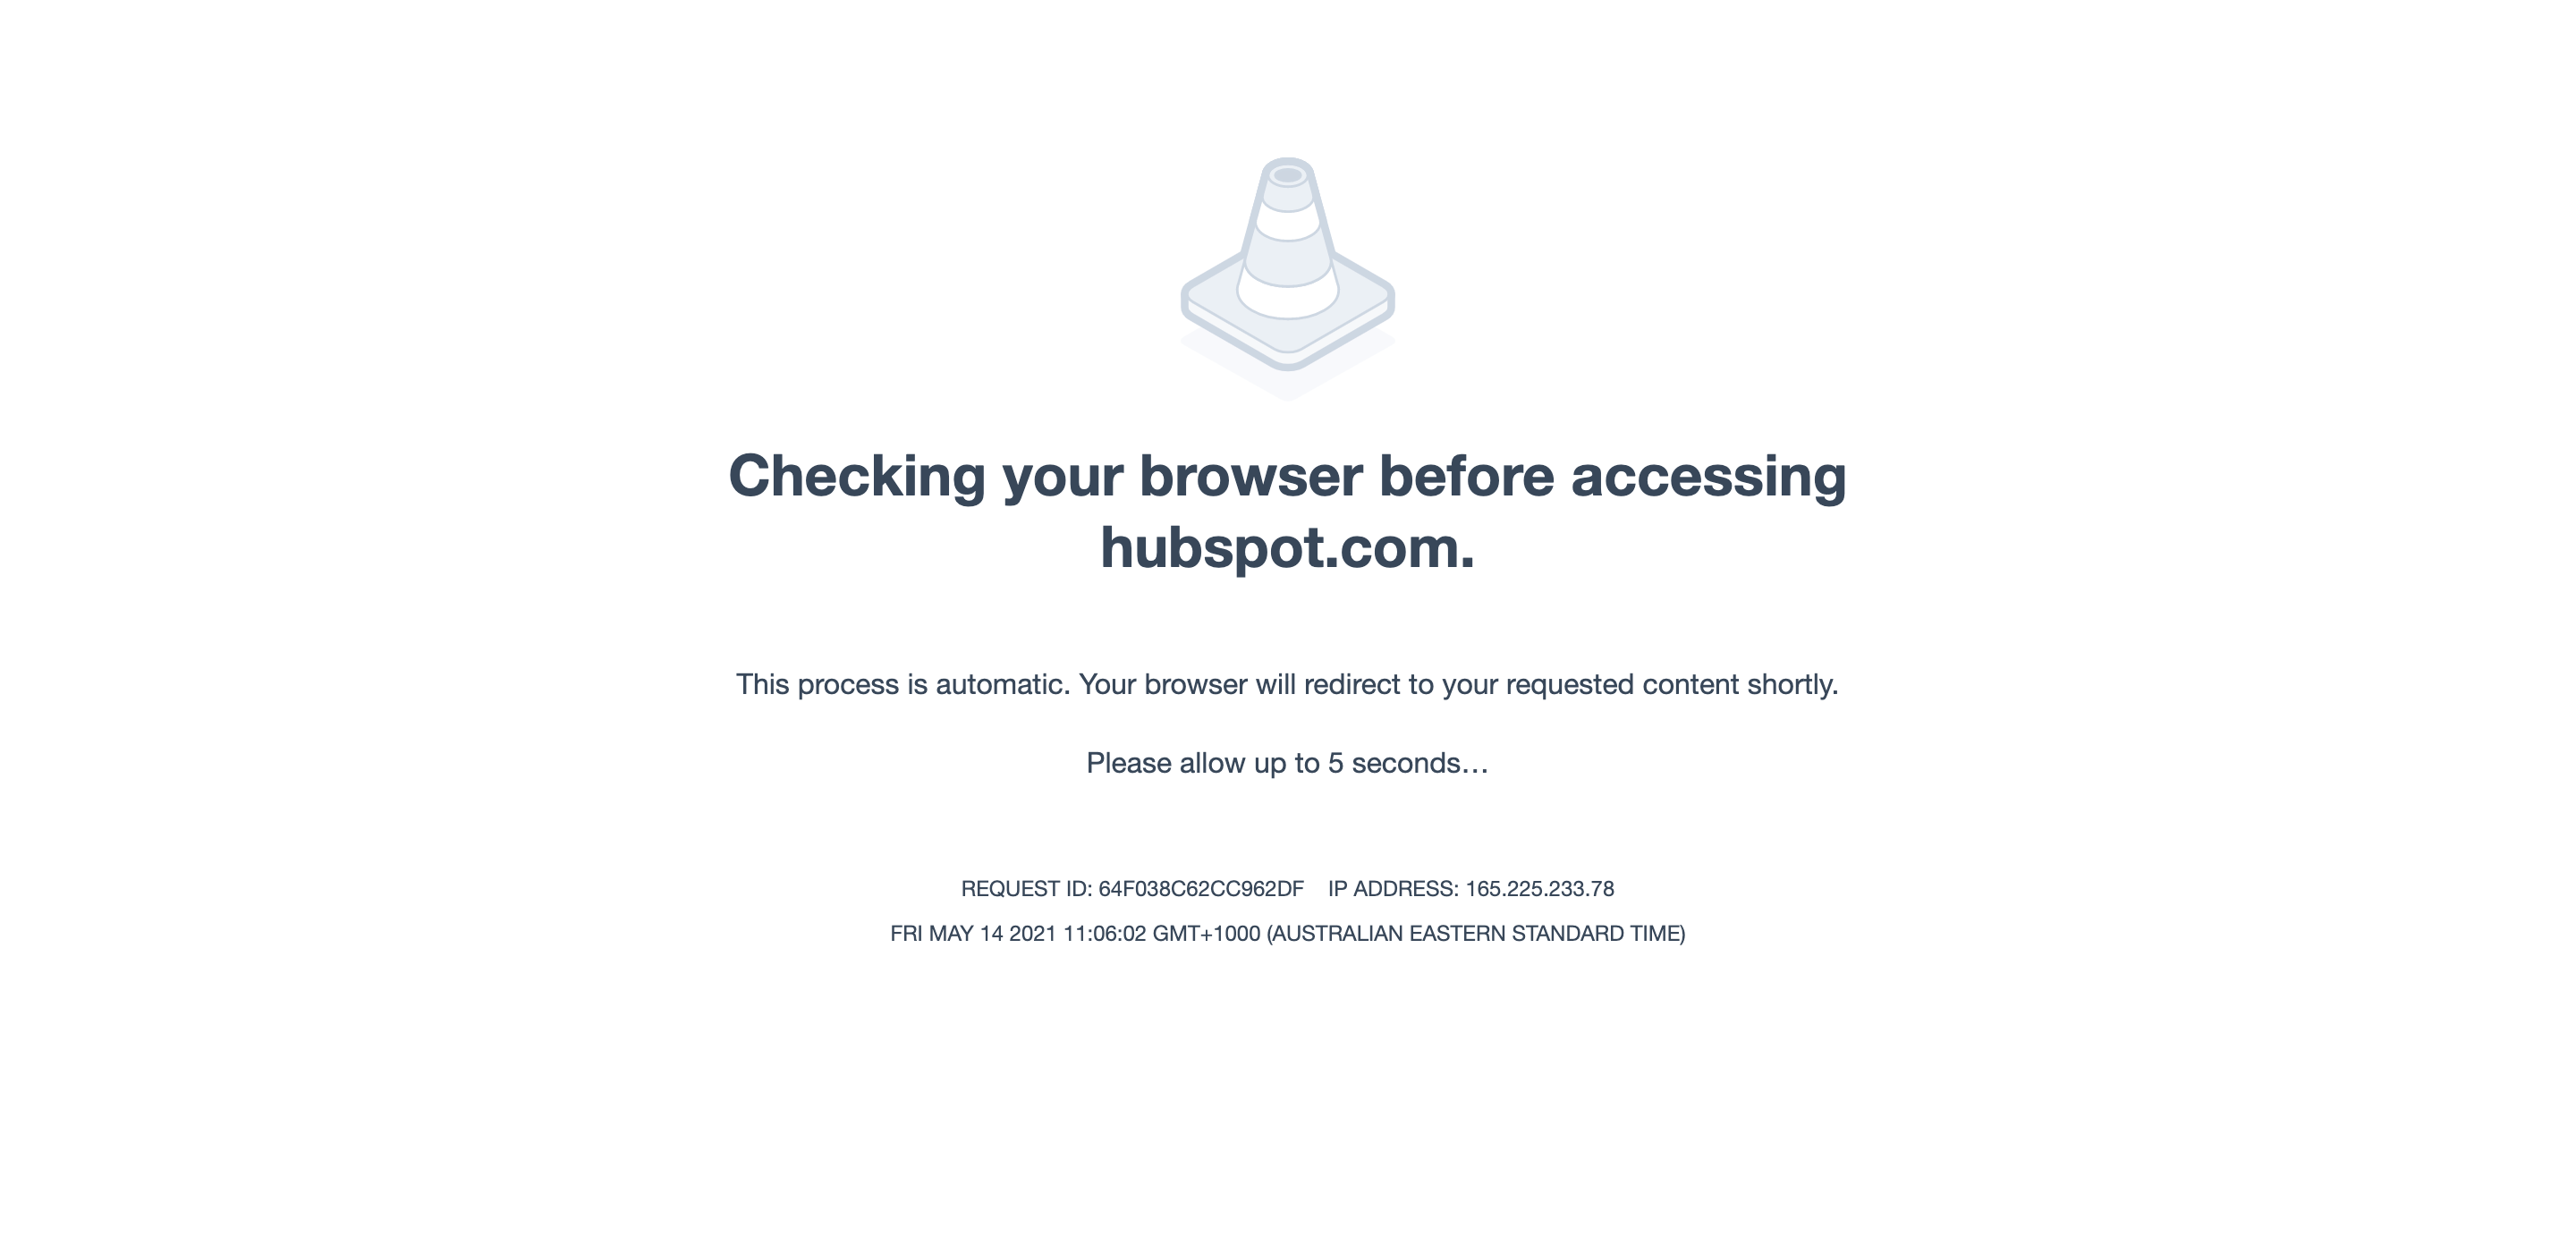 Checking your browser before accessing
hubspot.com.
This process is automatic. Your browser will redirect to your requested content shortly.
Please allow up to 5 seconds…
REQUEST ID: 64F038C62CC962DF IP ADDRESS: 165.225.233.78
FRI MAY 14 2021 11:06:02 GMT+1000 (AUSTRALIAN EASTERN STANDARD TIME)